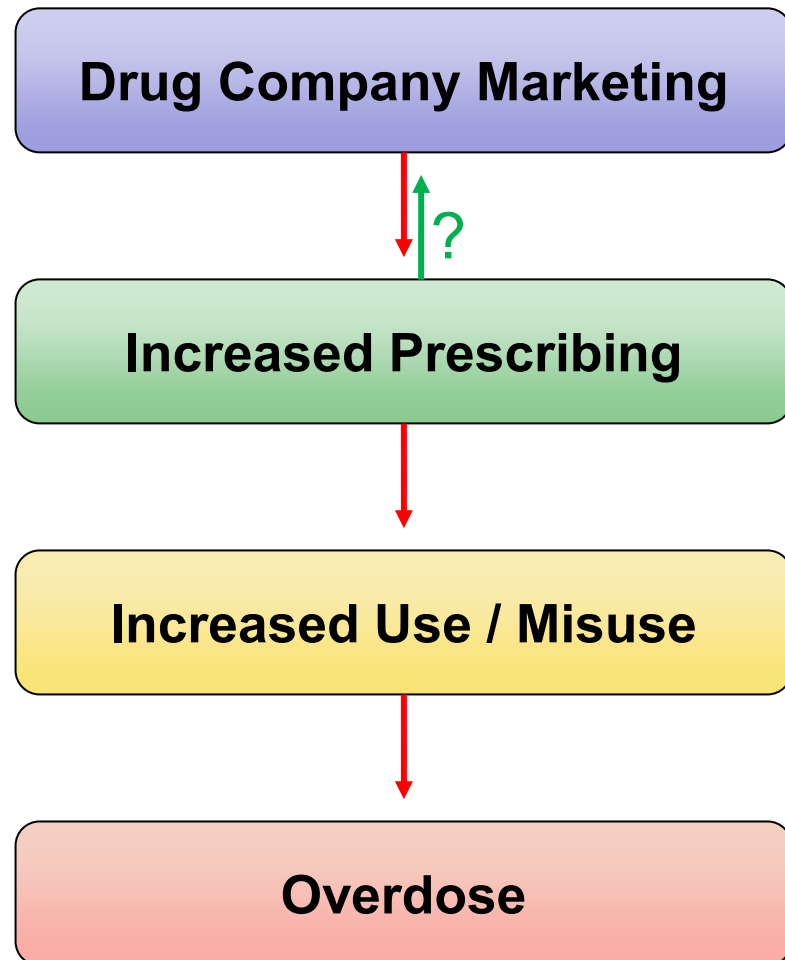 Drug Company Marketing
?
Increased Prescribing
Increased Use / Misuse
Overdose